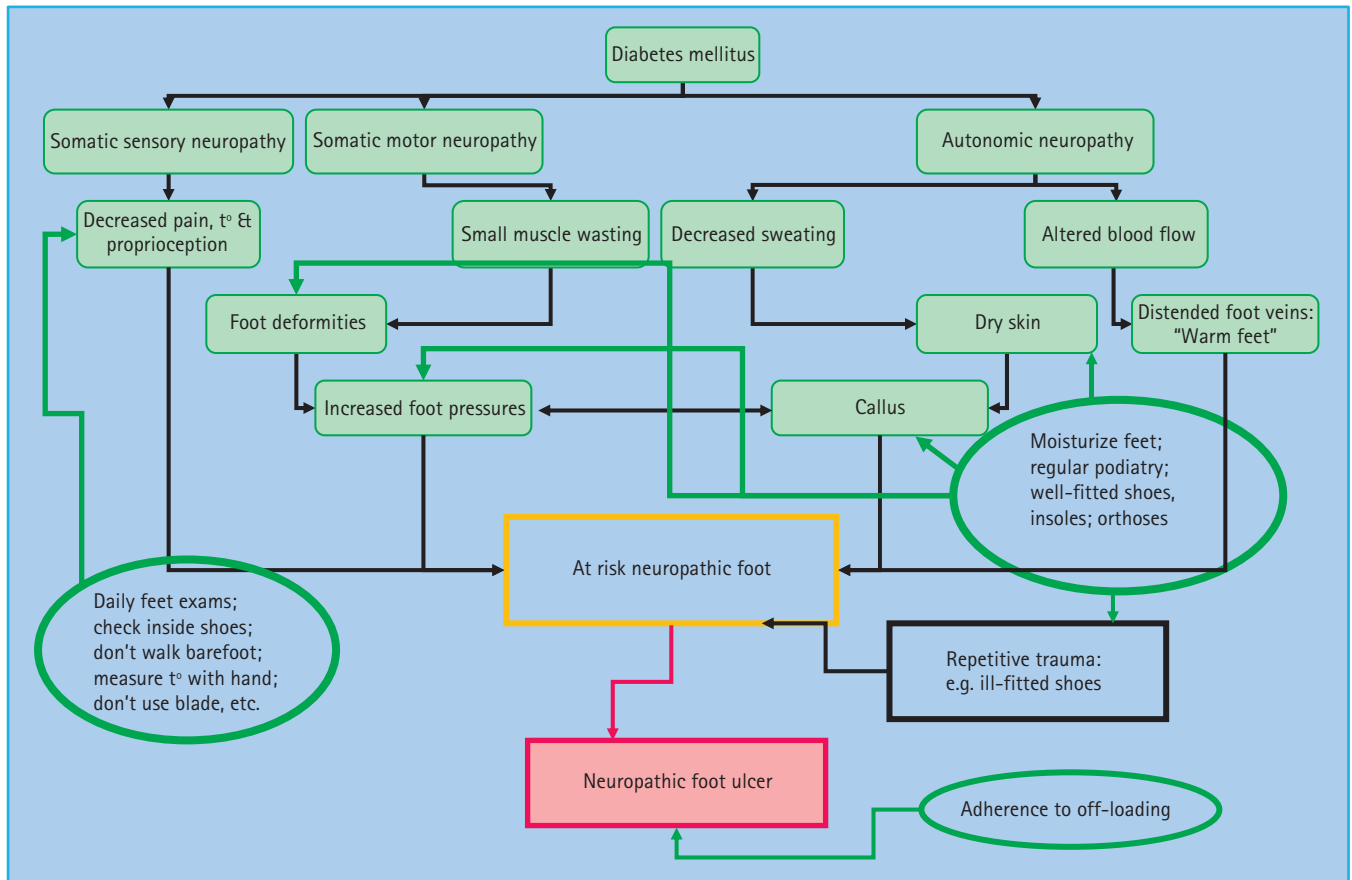 Diabetes mellitus
Somatic sensory neuropathy
Somatic motor neuropathy
Autonomic neuropathy
Decreased pain, tº &
proprioception
Small muscle wasting
Decreased sweating
Altered blood flow
Foot deformities
Dry skin
Distended foot veins:
"Warm feet"
Increased foot pressures
Callus
Moisturize feet;
regular podiatry;
well-fitted shoes,
insoles; orthoses
At risk neuropathic foot
Daily feet exams;
check inside shoes;
don't walk barefoot;
measure tº with hand;
don't use blade, etc.
Repetitive trauma:
e.g. ill-fitted shoes
Neuropathic foot ulcer
Adherence to off-loading